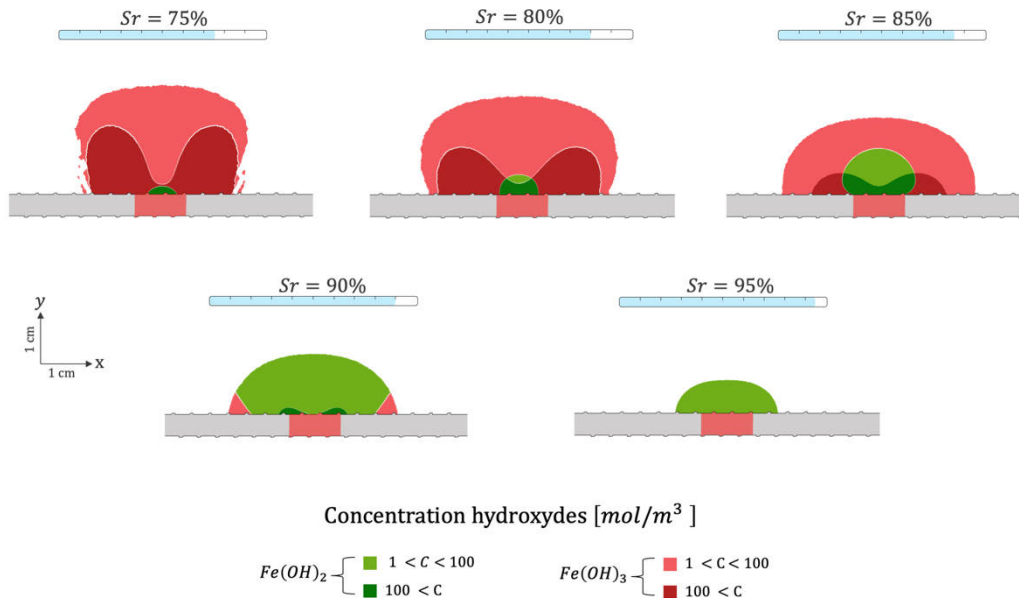 Sr = 75%
Sr = 80%
Sr = 85%
Sr = 90%
Sr = 95%
y
1 cm
x
1 cm
Concentration hydroxydes [mol/m³ ]
Fe(OH)₂
1 < C < 100
100 < C
Fe(OH)₃
1 < C < 100
100 < C